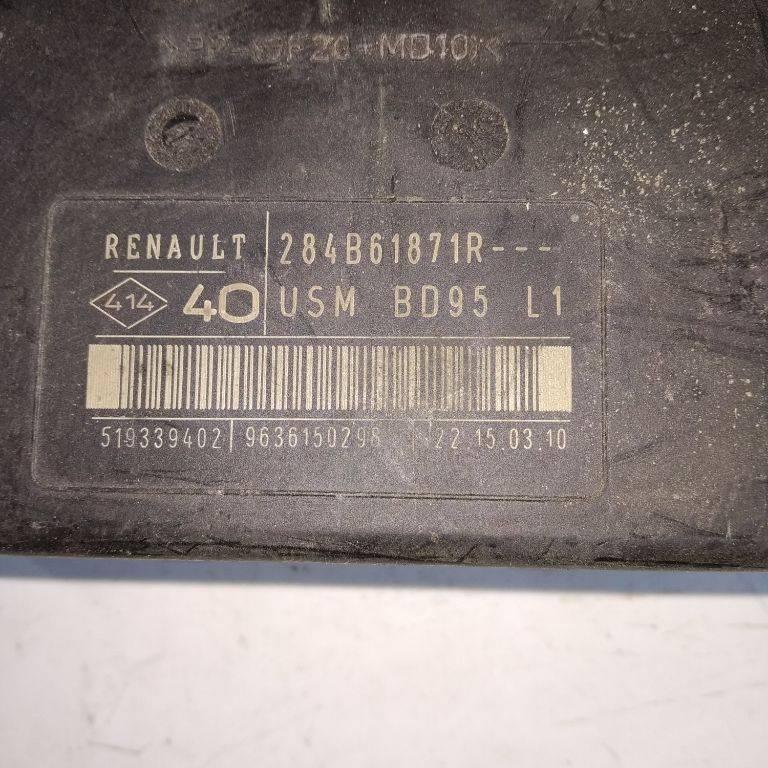 RENAULT 284B61871R---
414 40 USM BD95 L1
519339402 9636150298 22 15.03.10